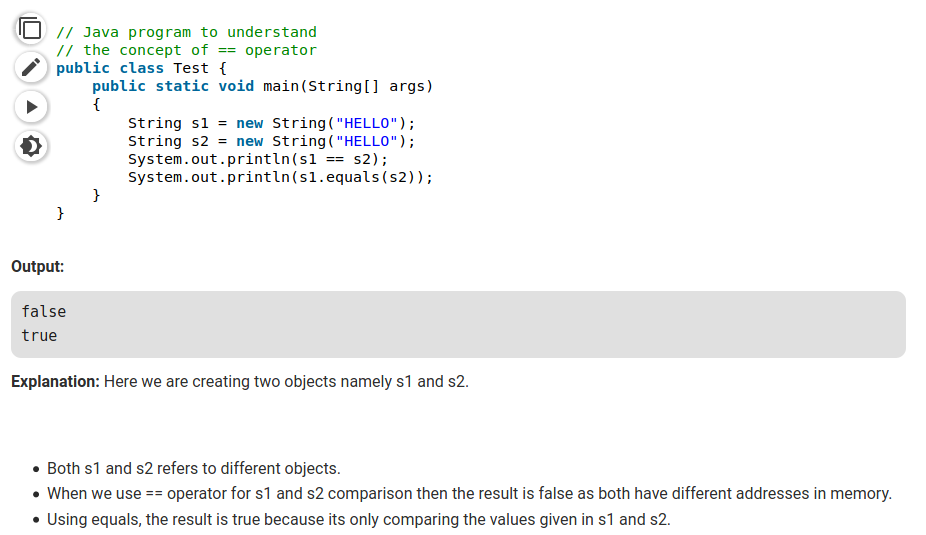 // Java program to understand
// the concept of == operator
public class Test {
    public static void main(String[] args)
    {
        String s1 = new String("HELLO");
        String s2 = new String("HELLO");
        System.out.println(s1 == s2);
        System.out.println(s1.equals(s2));
    }
}
Output:
false
true
Explanation: Here we are creating two objects namely s1 and s2.
• Both s1 and s2 refers to different objects.
• When we use == operator for s1 and s2 comparison then the result is false as both have different addresses in memory.
• Using equals, the result is true because its only comparing the values given in s1 and s2.